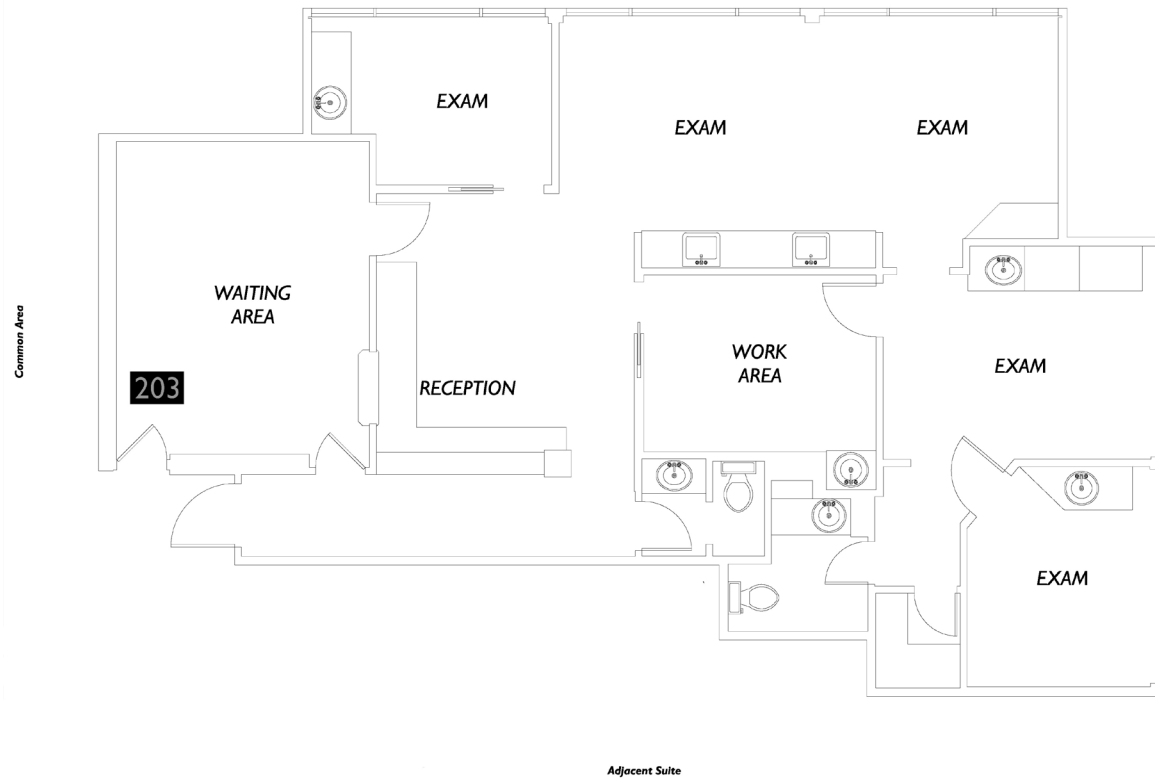 EXAM
EXAM
EXAM
WAITING
AREA
Common Area
WORK
AREA
EXAM
203
RECEPTION
EXAM
Adjacent Suite